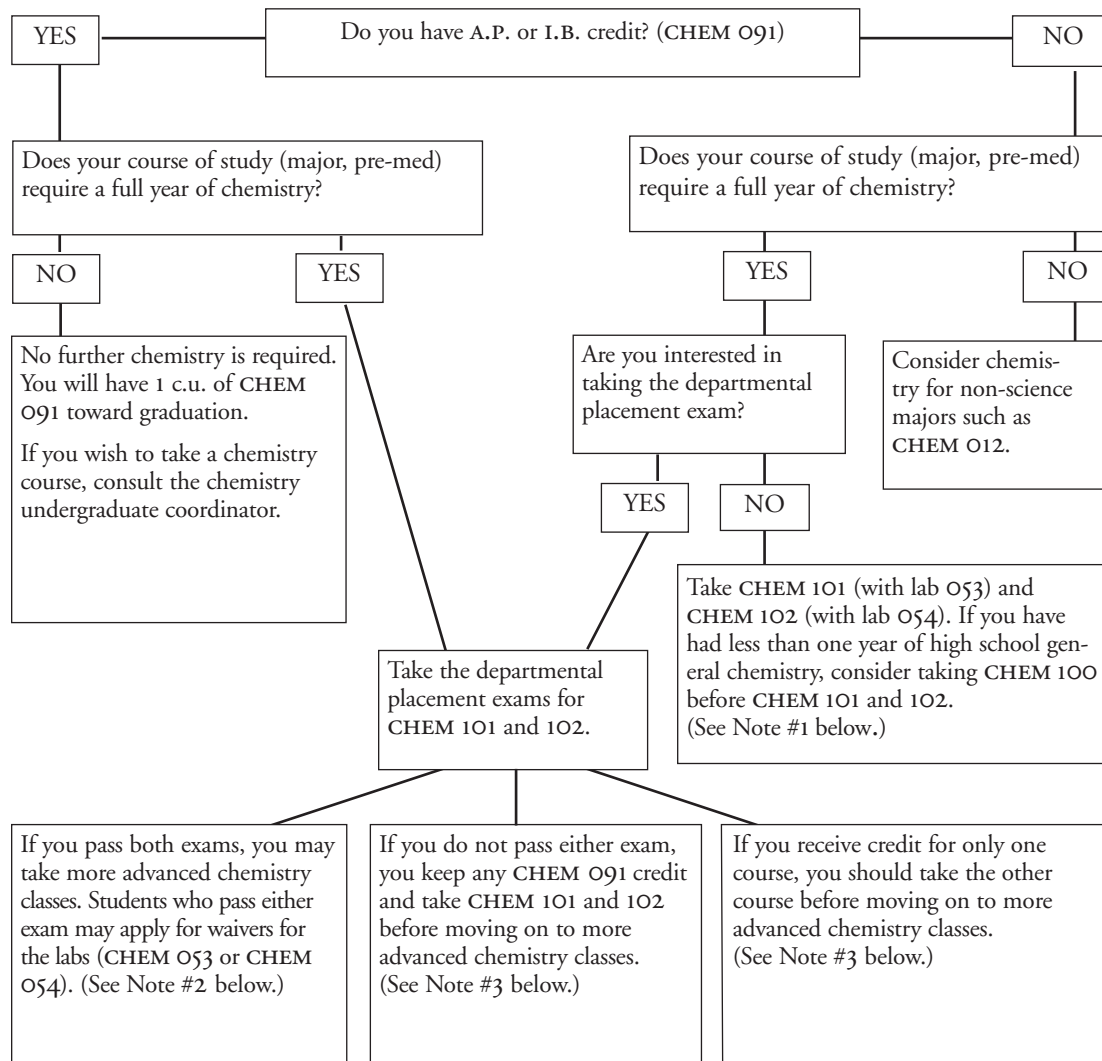 YES
Do you have A.P. or I.B. credit? (CHEM 091)
NO
Does your course of study (major, pre-med)
require a full year of chemistry?
Does your course of study (major, pre-med)
require a full year of chemistry?
NO
YES
YES
NO
No further chemistry is required.
You will have 1 c.u. of CHEM
091 toward graduation.
If you wish to take a chemistry
course, consult the chemistry
undergraduate coordinator.
Are you interested in
taking the departmental
placement exam?
Consider chemis-
try for non-science
majors such as
CHEM 012.
YES
NO
Take CHEM 101 (with lab 053) and
CHEM 102 (with lab 054). If you have
had less than one year of high school gen-
eral chemistry, consider taking CHEM 100
before CHEM 101 and 102.
(See Note #1 below.)
Take the departmental
placement exams for
CHEM 101 and 102.
If you pass both exams, you may
take more advanced chemistry
classes. Students who pass either
exam may apply for waivers for
the labs (CHEM 053 or CHEM
054). (See Note #2 below.)
If you do not pass either exam,
you keep any CHEM 091 credit
and take CHEM 101 and 102
before moving on to more
advanced chemistry classes.
(See Note #3 below.)
If you receive credit for only one
course, you should take the other
course before moving on to more
advanced chemistry classes.
(See Note #3 below.)